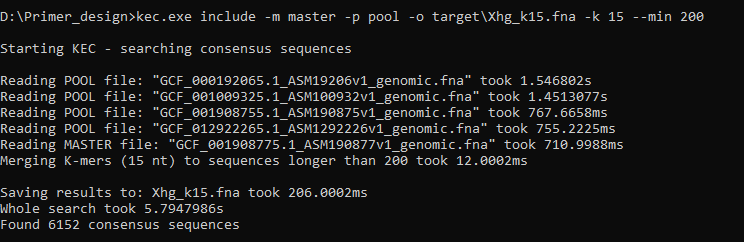 D:\Primer_design>kec.exe include -m master -p pool -o target\Xhg_k15.fna -k 15 --min 200
Starting KEC - searching consensus sequences
Reading POOL file: "GCF_000192065.1_ASM19206v1_genomic.fna" took 1.546802s
Reading POOL file: "GCF_001009325.1_ASM100932v1_genomic.fna" took 1.4513077s
Reading POOL file: "GCF_001908755.1_ASM190875v1_genomic.fna" took 767.6658ms
Reading POOL file: "GCF_012922265.1_ASM1292226v1_genomic.fna" took 755.2225ms
Reading MASTER file: "GCF_001908775.1_ASM190877v1_genomic.fna" took 710.9988ms
Merging K-mers (15 nt) to sequences longer than 200 took 12.0002ms
Saving results to: Xhg_k15.fna took 206.0002ms
Whole search took 5.7947986s
Found 6152 consensus sequences